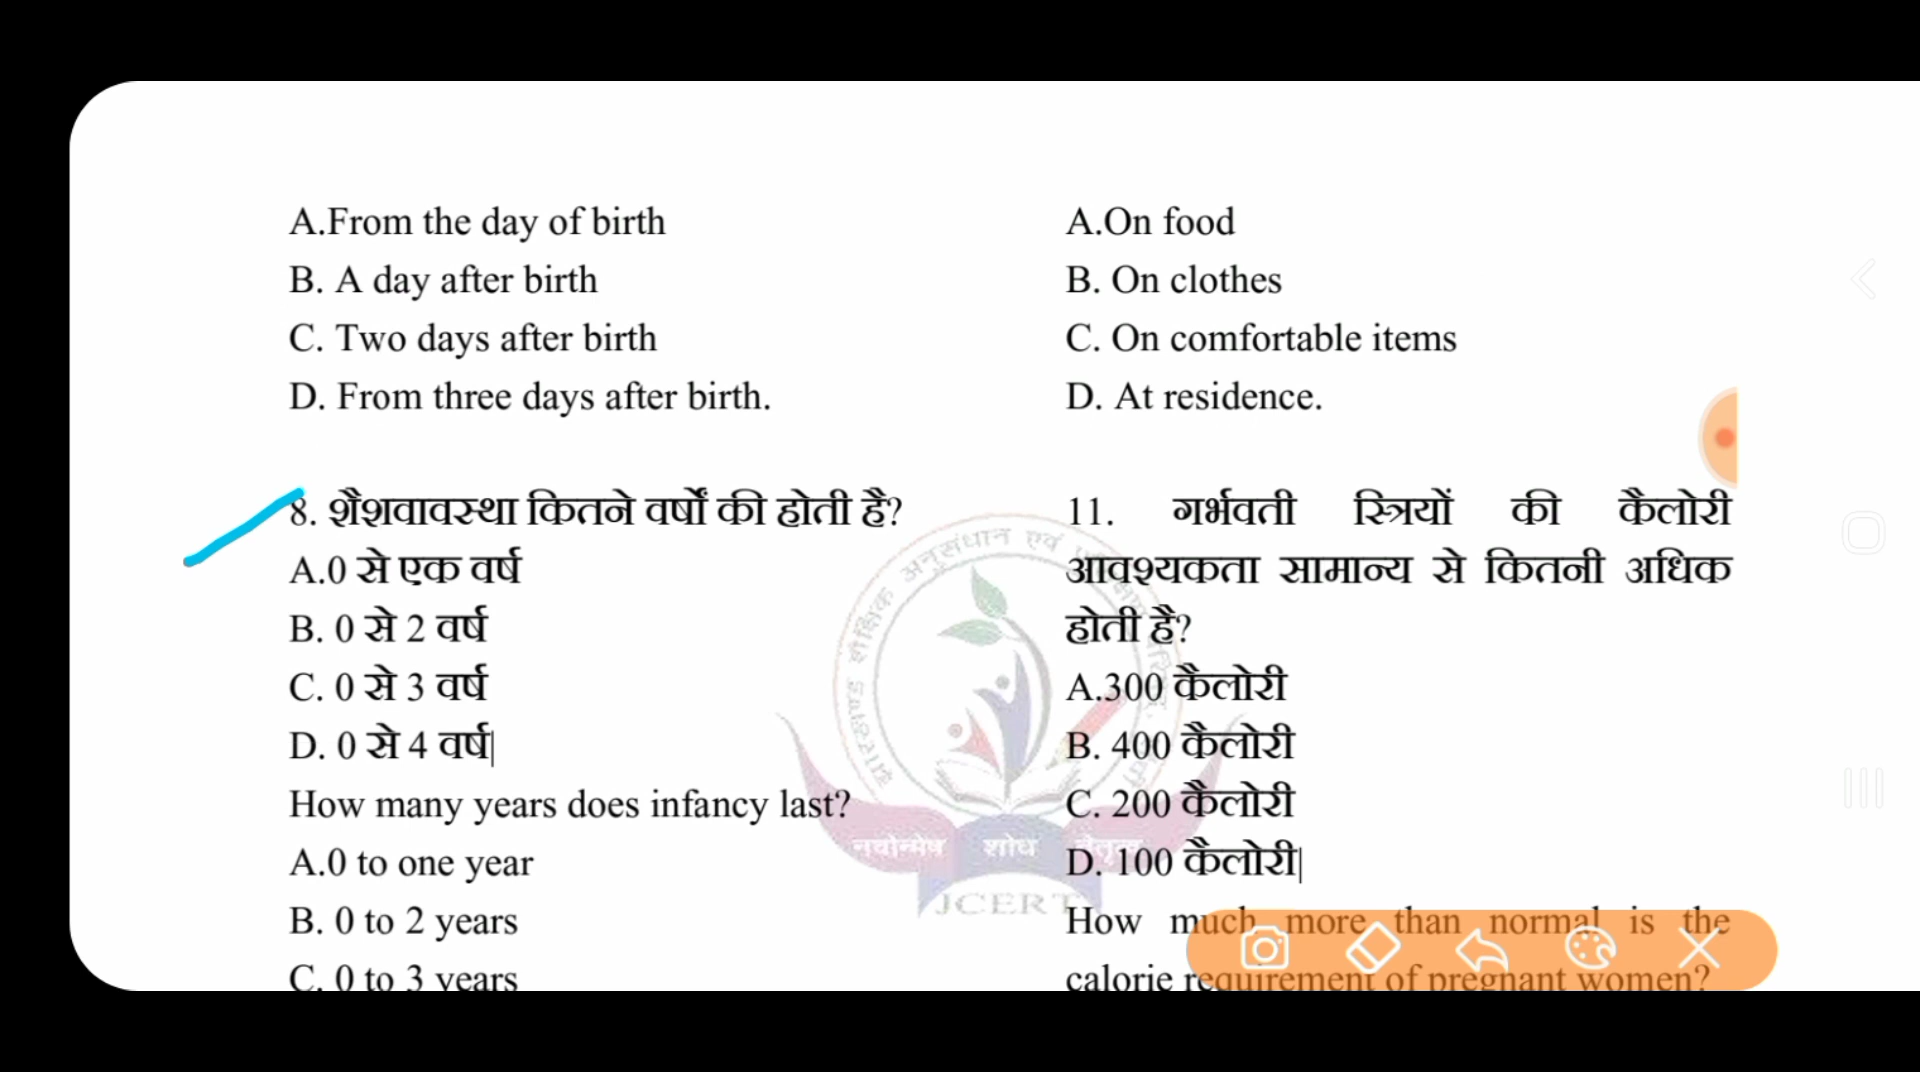 A.From the day of birth
B. A day after birth
C. Two days after birth
D. From three days after birth.
8. शैशवावस्था कितने वर्षों की होती है?
A.0 से एक वर्ष
B. 0 से 2 वर्ष
C. 0 से 3 वर्ष
D. 0 से 4 वर्ष|
How many years does infancy last?
A.0 to one year
B. 0 to 2 years
C. 0 to 3 years
A.On food
B. On clothes
C. On comfortable items
D. At residence.
11. गर्भवती स्त्रियों की कैलोरी
आवश्यकता सामान्य से कितनी अधिक
होती है?
A.300 कैलोरी
B. 400 कैलोरी
C. 200 कैलोरी
D. 100 कैलोरी|
How much more than normal is the
calorie requirement of pregnant women?
नवोन्मेष शोध नेतृत्व
JCERT